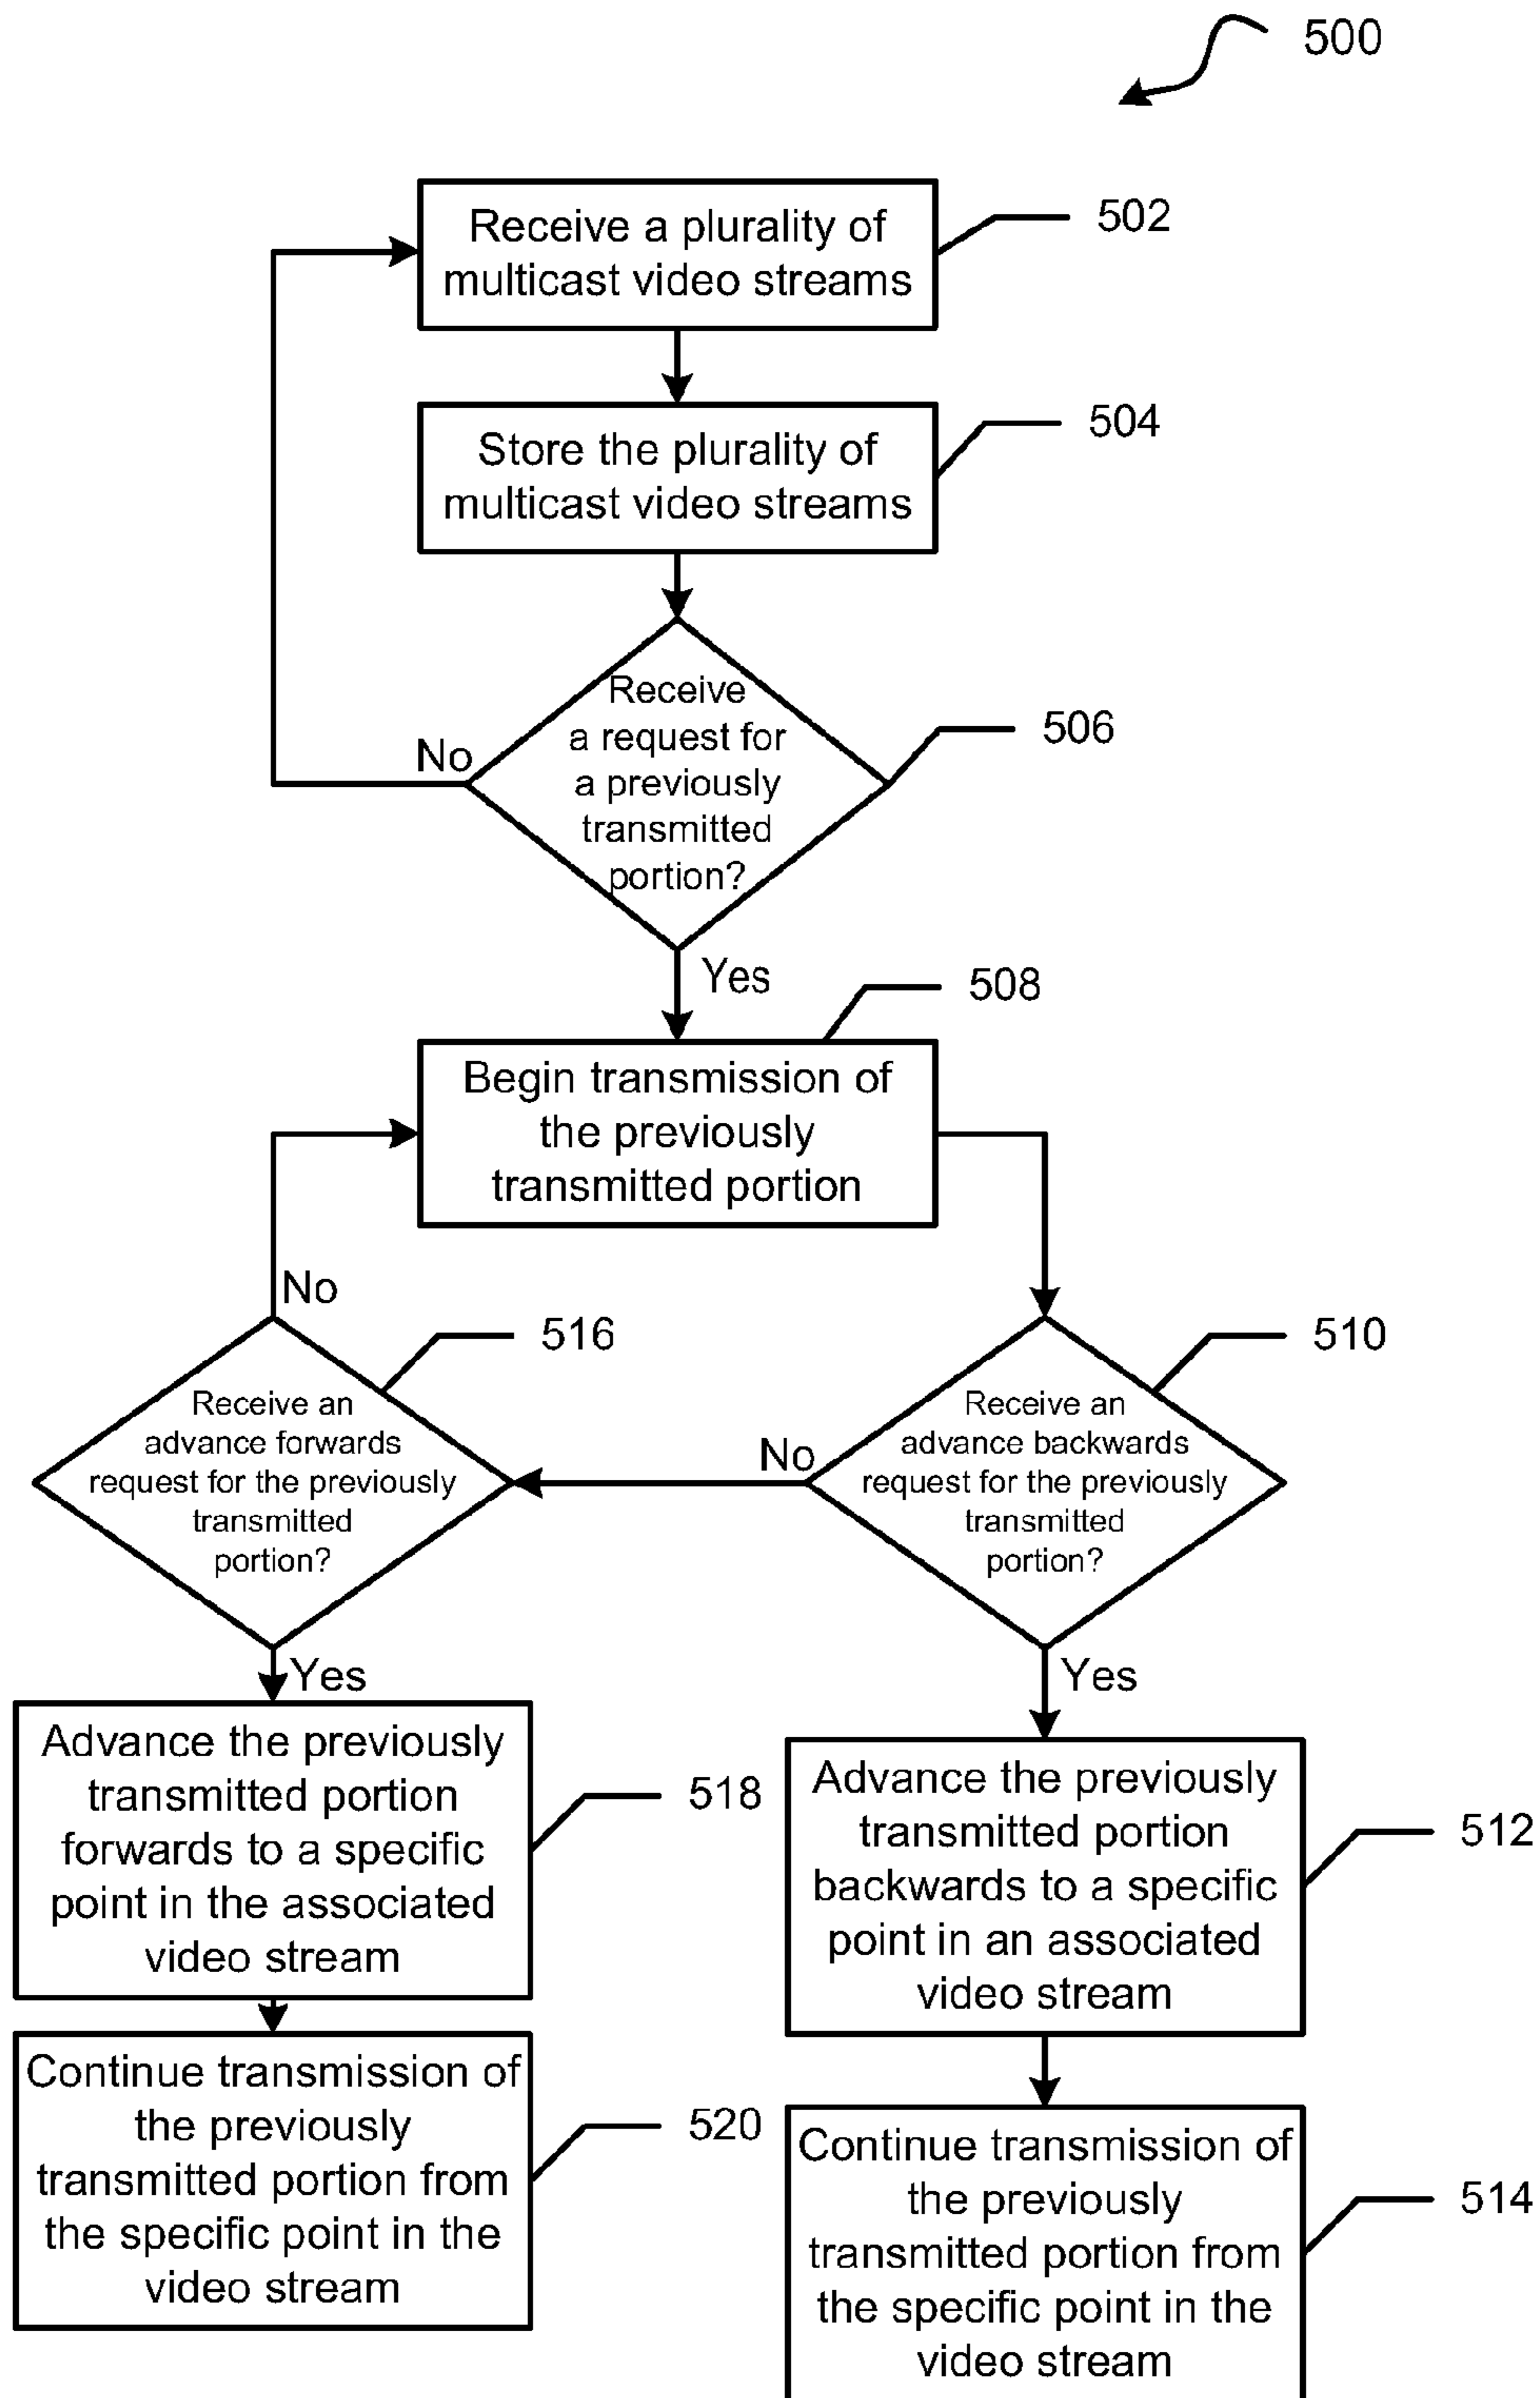 500
Receive a plurality of
multicast video streams
502
Store the plurality of
multicast video streams
504
Receive
a request for
a previously
transmitted
portion?
506
No
Yes
508
Begin transmission of
the previously
transmitted portion
No
516
510
Receive an
advance forwards
request for the previously
transmitted
portion?
No
Receive an
advance backwards
request for the previously
transmitted
portion?
Yes
Yes
Advance the previously
transmitted portion
forwards to a specific
point in the associated
video stream
518
Advance the previously
transmitted portion
backwards to a specific
point in an associated
video stream
512
Continue transmission of
the previously
transmitted portion from
the specific point in the
video stream
520
Continue transmission of
the previously
transmitted portion from
the specific point in the
video stream
514